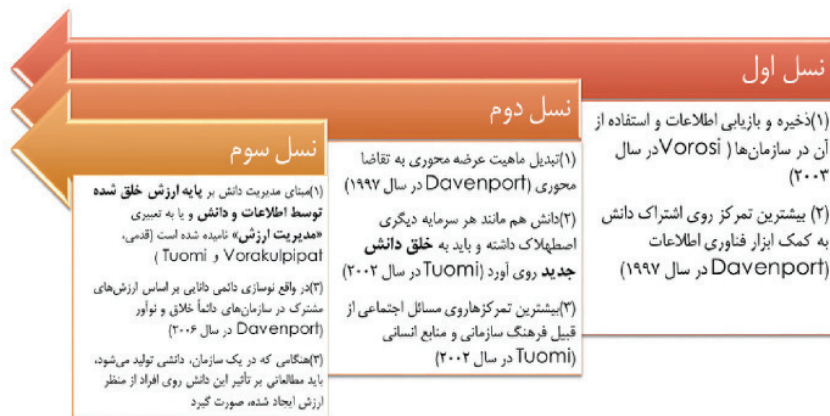 نسل اول
(۱)ذخیره و بازیابی اطلاعات و استفاده از
آن در سازمان‌ها ( Vorosiدر سال
۲۰۰۳)
(۲) بیشترین تمرکز روی اشتراک دانش
به کمک ابزار فناوری اطلاعات
(Davenport در سال ۱۹۹۷)
نسل دوم
(۱)تبدیل ماهیت عرضه محوری به تقاضا
محوری (Davenport در سال ۱۹۹۷)
(۲)دانش هم مانند هر سرمایه دیگری
اصطهلاک داشته و باید به خلق دانش
جدید روی آورد (Tuomi در سال ۲۰۰۲)
(۳)بیشترین تمرکزهاروی مسائل اجتماعی از
قبیل فرهنگ سازمانی و منابع انسانی
(Tuomi در سال ۲۰۰۲)
نسل سوم
(۱)مبنای مدیریت دانش بر پایه ارزش خلق شده
توسط اطلاعات و دانش و یا به تعبیری
«مدیریت ارزش» نامیده شده است (قدمی،
Vorakulpipat و Tuomi )
(۲)در واقع نوسازی دائمی دانایی بر اساس ارزش‌های
مشترک در سازمان‌های دائماً خلاق و نوآور
(Davenport در سال ۲۰۰۶)
(۳)هنگامی که در یک سازمان، دانشی تولید می‌شود،
باید مطالعاتی بر تأثیر این دانش روی افراد از منظر
ارزش ایجاد شده، صورت گیرد